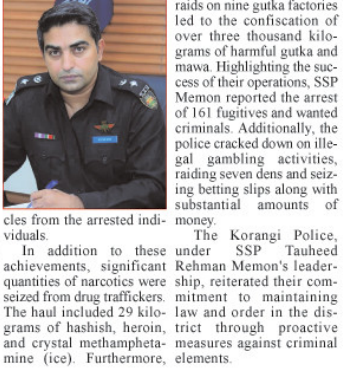 cles from the arrested indi-
viduals.
In addition to these
achievements, significant
quantities of narcotics were
seized from drug traffickers.
The haul included 29 kilo-
grams of hashish, heroin,
and crystal methampheta-
mine (ice). Furthermore,
raids on nine gutka factories
led to the confiscation of
over three thousand kilo-
grams of harmful gutka and
mawa. Highlighting the suc-
cess of their operations, SSP
Memon reported the arrest
of 161 fugitives and wanted
criminals. Additionally, the
police cracked down on ille-
gal gambling activities,
raiding seven dens and seiz-
ing betting slips along with
substantial amounts of
money.
The Korangi Police,
under SSP Tauheed
Rehman Memon's leader-
ship, reiterated their com-
mitment to maintaining
law and order in the dis-
trict through proactive
measures against criminal
elements.